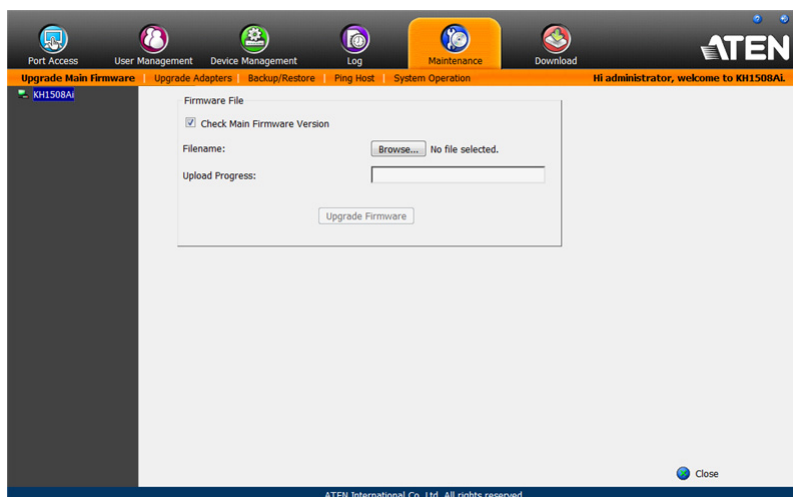 ATEN
Port Access
User Management
Device Management
Log
Maintenance
Download
Upgrade Main Firmware | Upgrade Adapters | Backup/Restore | Ping Host | System Operation
Hi administrator, welcome to KH1508Ai.
KH1508Ai
Firmware File
Check Main Firmware Version
Filename:
Browse... No file selected.
Upload Progress:
Upgrade Firmware
Close
ATEN International Co. Ltd. All rights reserved.